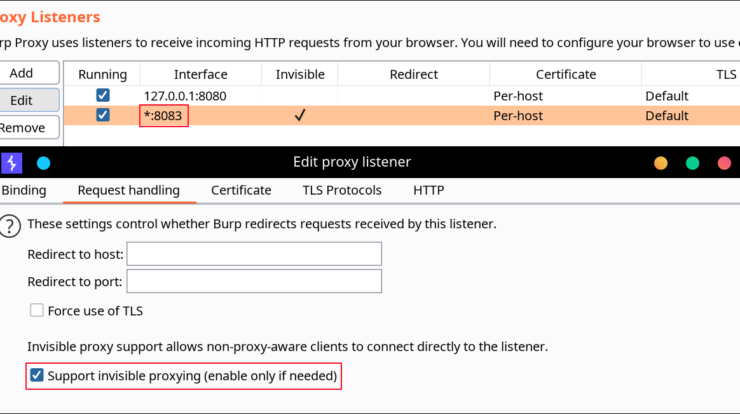 oxy Listeners
rp Proxy uses listeners to receive incoming HTTP requests from your browser. You will need to configure your browser to use
Add
Running Interface Invisible Redirect Certificate TLS
Edit
127.0.0.1:8080 Per-host Default
*:8083 ✓ Per-host Default
Remove
Edit proxy listener
Binding Request handling Certificate TLS Protocols HTTP
? These settings control whether Burp redirects requests received by this listener.
Redirect to host:
Redirect to port:
Force use of TLS
Invisible proxy support allows non-proxy-aware clients to connect directly to the listener.
Support invisible proxying (enable only if needed)